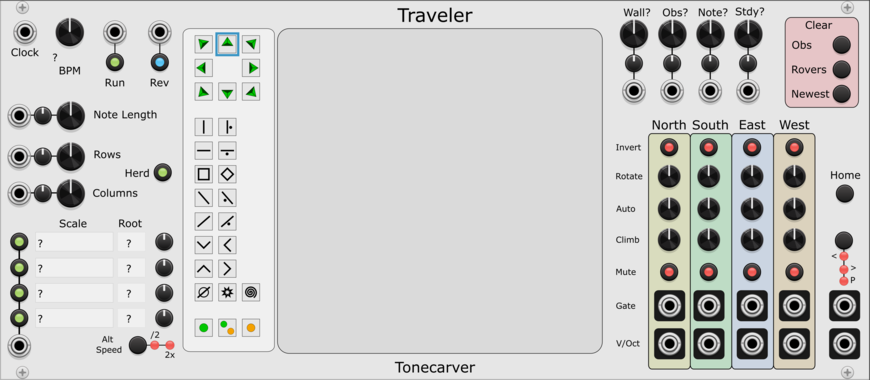 Traveler
Clock
?
BPM
Run
Rev
Note Length
Rows
Herd
Columns
Scale Root
? ?
? ?
? ?
? ?
Alt
Speed
/2
2x
Wall? Obs? Note? Stdy?
Clear
Obs
Rovers
Newest
North South East West
Invert
Rotate
Auto
Climb
Mute
Gate
V/Oct
Home
<
>
P
Tonecarver